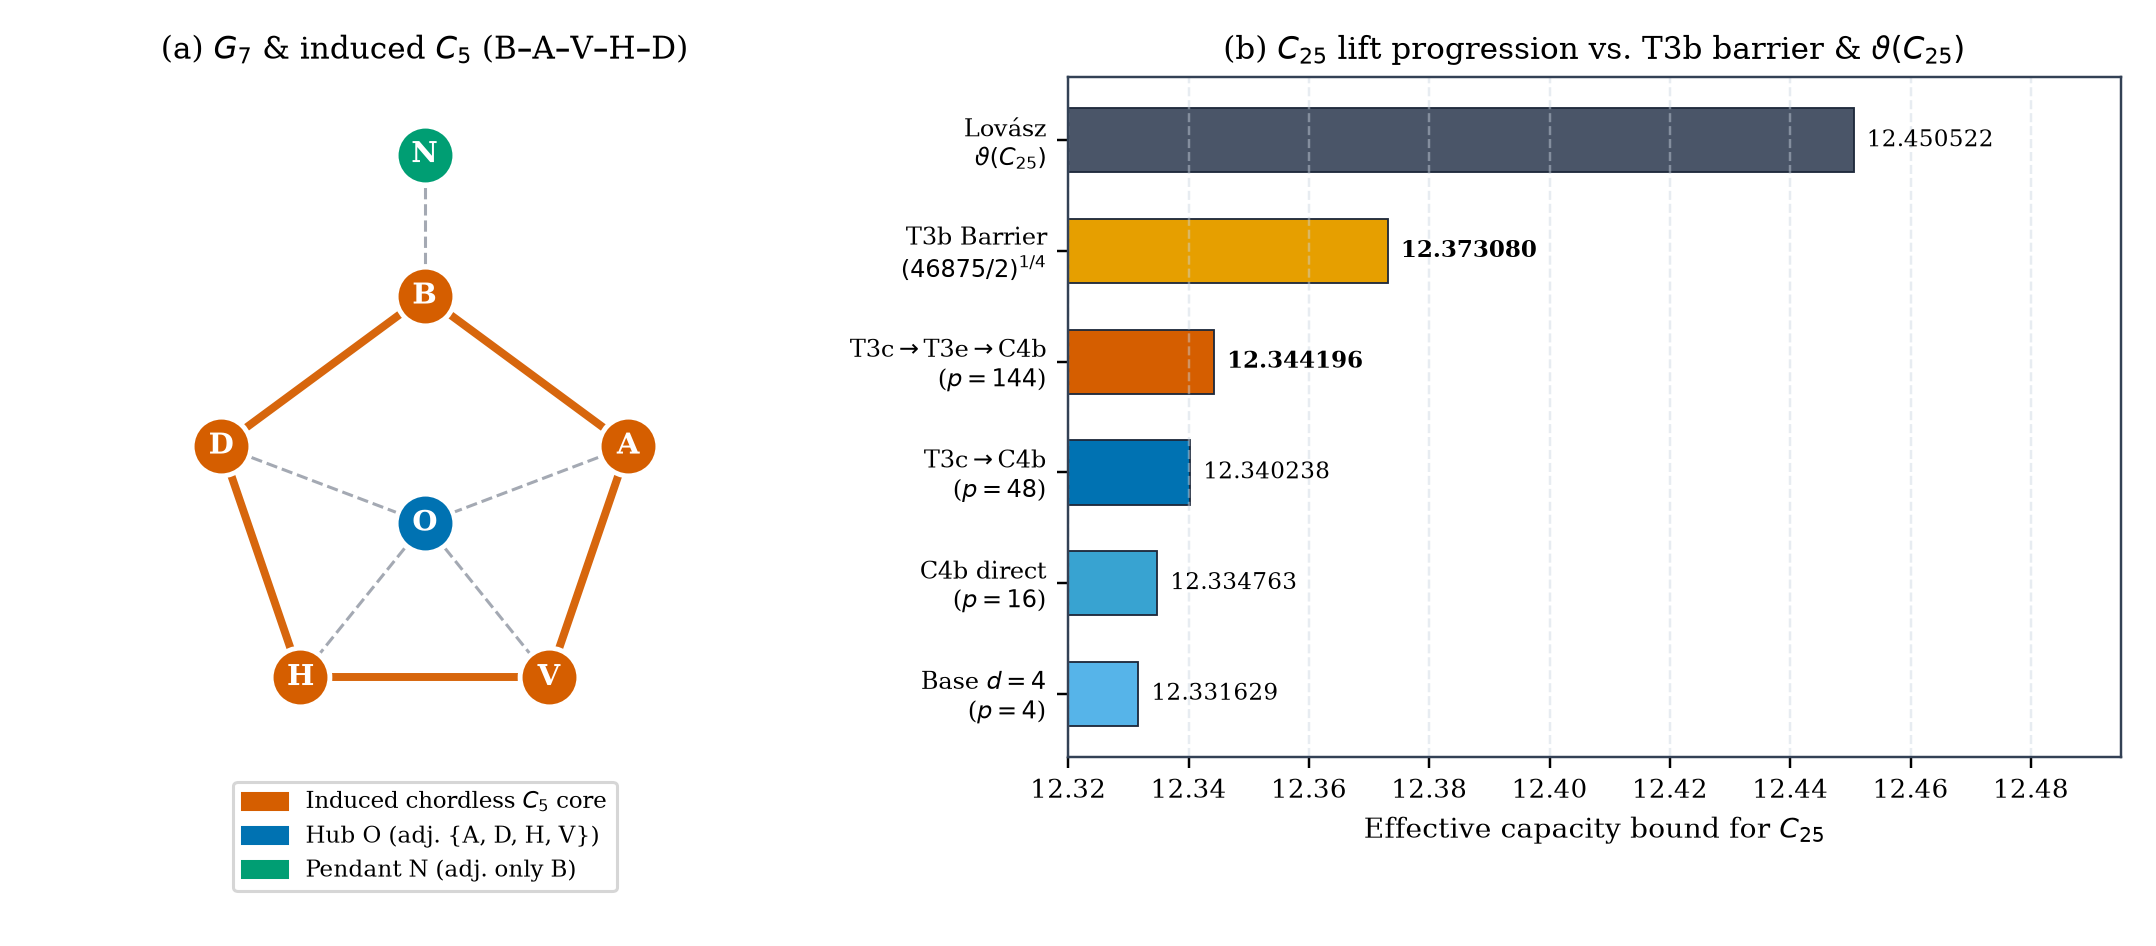 (a) G₇ & induced C₅ (B–A–V–H–D)
N
B
D
A
O
H
V
Induced chordless C₅ core
Hub O (adj. {A, D, H, V})
Pendant N (adj. only B)
(b) C₂₅ lift progression vs. T3b barrier & ϑ(C₂₅)
Lovász
ϑ(C₂₅)
12.450522
T3b Barrier
(46875/2)^{1/4}
12.373080
T3c→T3e→C4b
(p = 144)
12.344196
T3c→C4b
(p = 48)
12.340238
C4b direct
(p = 16)
12.334763
Base d = 4
(p = 4)
12.331629
12.32 12.34 12.36 12.38 12.40 12.42 12.44 12.46 12.48
Effective capacity bound for C₂₅